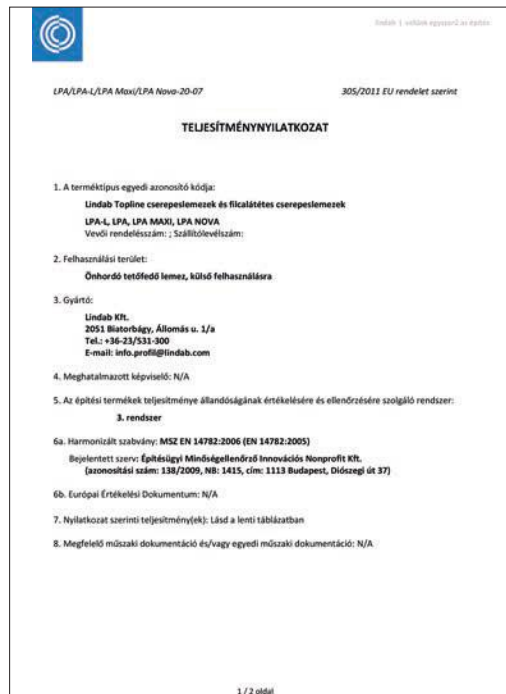 lindab | velünk egyszerű az építés
LPA/LPA-L/LPA Maxi/LPA Nova-20-07 305/2011 EU rendelet szerint
TELJESÍTMÉNYNYILATKOZAT
1. A terméktípus egyedi azonosító kódja:
Lindab Topline cserepeslemezek és filcalátétes cserepeslemezek
LPA-L, LPA, LPA MAXI, LPA NOVA
Vevői rendelésszám: ; Szállítólevélszám:
2. Felhasználási terület:
Önhordó tetőfedő lemez, külső felhasználásra
3. Gyártó:
Lindab Kft.
2051 Biatorbágy, Állomás u. 1/a
Tel.: +36-23/531-300
E-mail: info.profil@lindab.com
4. Meghatalmazott képviselő: N/A
5. Az építési termékek teljesítménye állandóságának értékelésére és ellenőrzésére szolgáló rendszer:
3. rendszer
6a. Harmonizált szabvány: MSZ EN 14782:2006 (EN 14782:2005)
Bejelentett szerv: Építésügyi Minőségellenőrző Innovációs Nonprofit Kft.
(azonosítási szám: 138/2009, NB: 1415, cím: 1113 Budapest, Diószegi út 37)
6b. Európai Értékelési Dokumentum: N/A
7. Nyilatkozat szerinti teljesítmény(ek): Lásd a lenti táblázatban
8. Megfelelő műszaki dokumentáció és/vagy egyedi műszaki dokumentáció: N/A
1 / 2 oldal